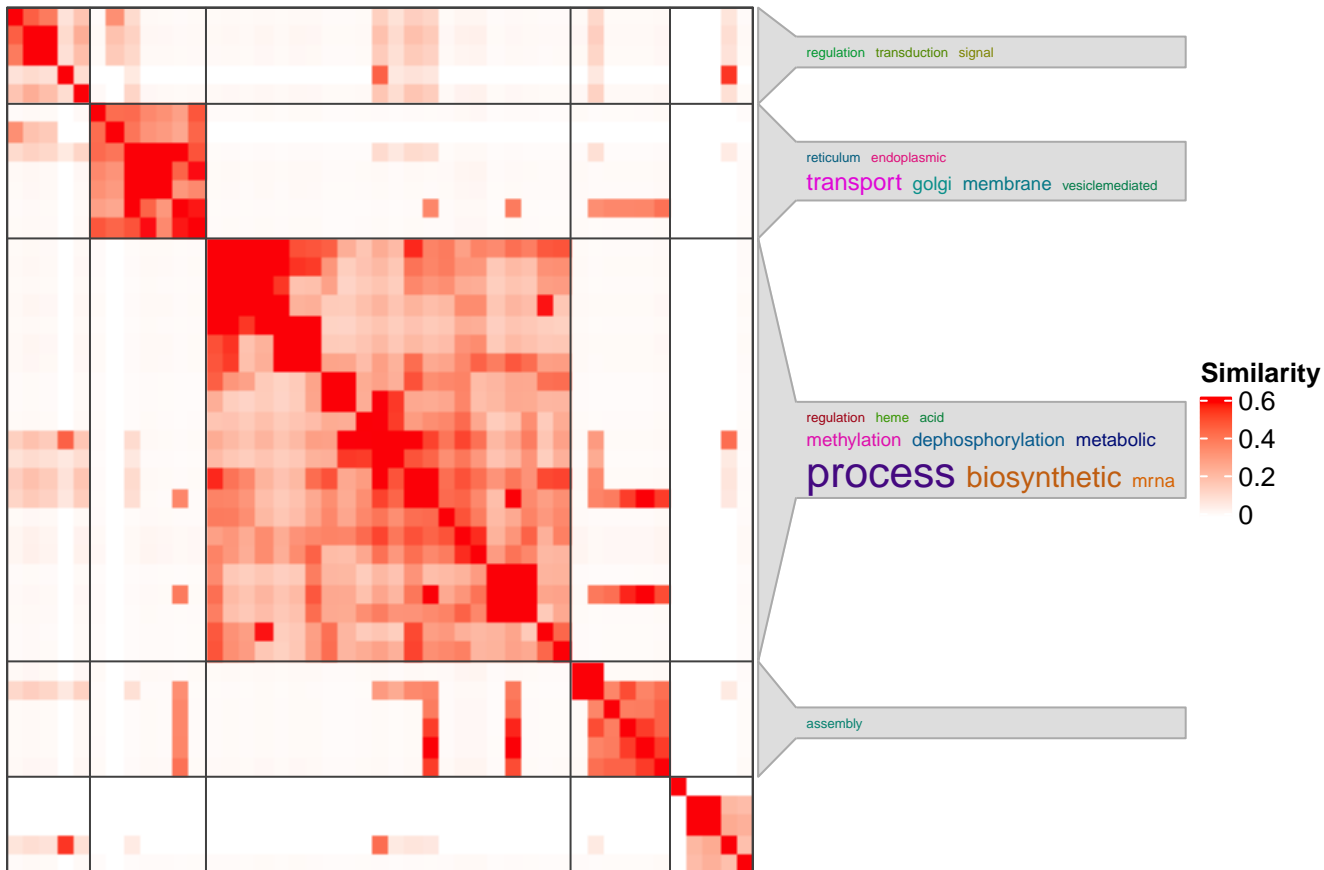 regulation transduction signal
reticulum endoplasmic
transport golgi membrane vesiclemediated
regulation heme acid
methylation dephosphorylation metabolic
process biosynthetic mrna
assembly
Similarity
0.6
0.4
0.2
0